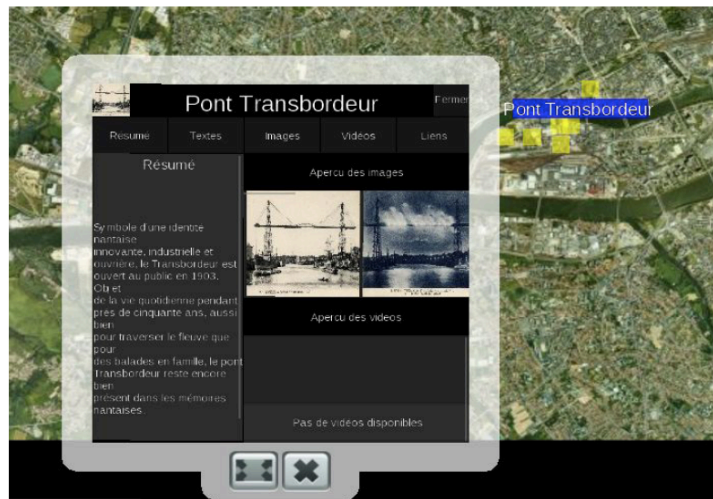 Pont Transbordeur
Fermer
Pont Transbordeur
Résumé
Textes
Images
Vidéos
Liens
Résumé
Symbole d'une identité
nantaise
innovante, industrielle et
ouvrière, le Transbordeur est
ouvert au public en 1903.
Objet
de la vie quotidienne pendant
près de cinquante ans, aussi
bien
pour traverser le fleuve que
pour
des balades en famille, le pont
Transbordeur reste encore
bien
présent dans les mémoires
nantaises.
Apercu des images
Apercu des videos
Pas de vidéos disponibles